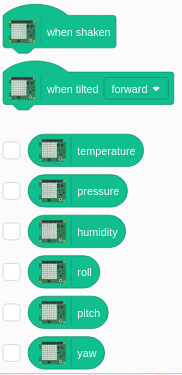 when shaken
when tilted forward
temperature
pressure
humidity
roll
pitch
yaw